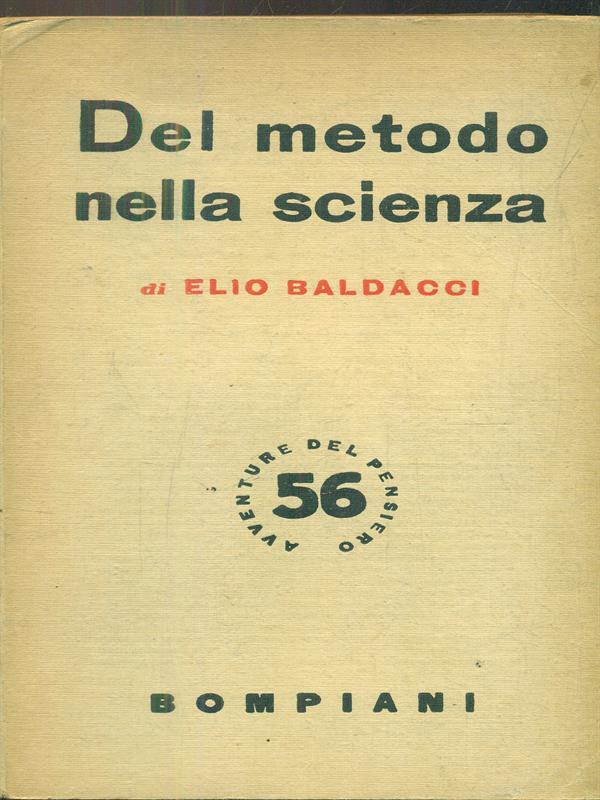 Del metodo
nella scienza
di ELIO BALDACCI
AVVENTURE DEL PENSIERO
56
BOMPIANI